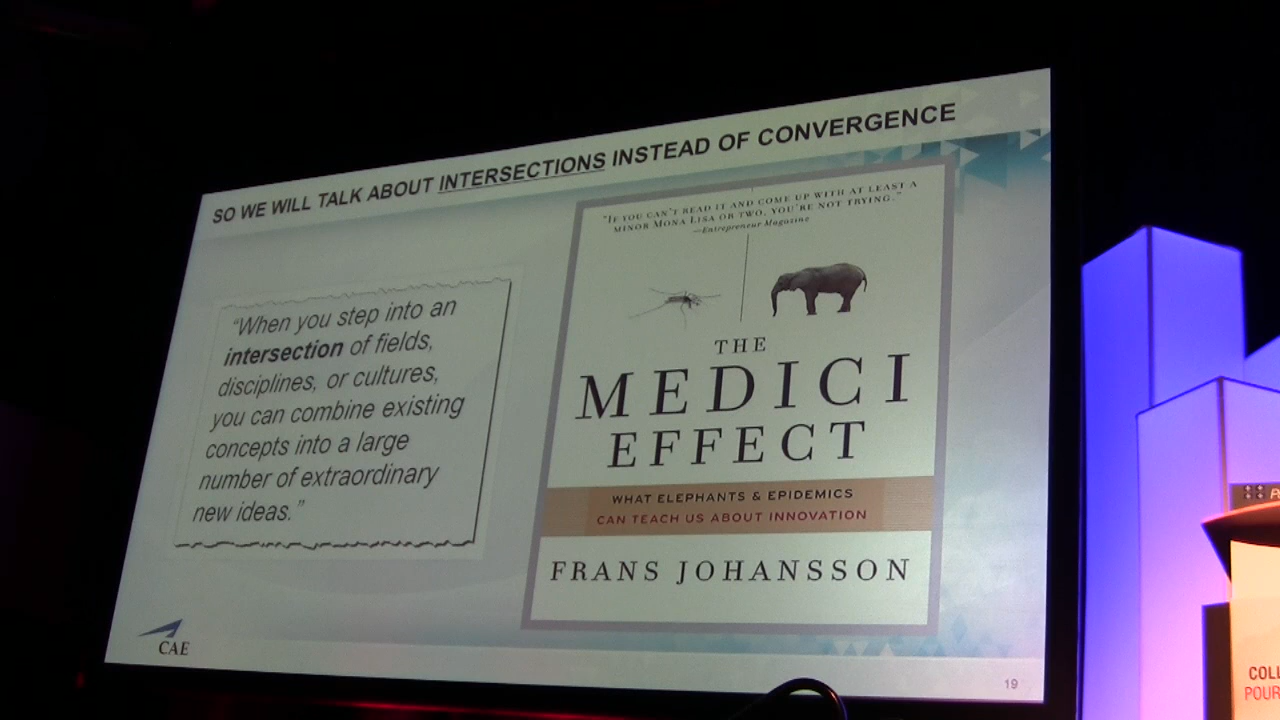 SO WE WILL TALK ABOUT INTERSECTIONS INSTEAD OF CONVERGENCE
“When you step into an
intersection of fields,
disciplines, or cultures,
you can combine existing
concepts into a large
number of extraordinary
new ideas.”
"IF YOU CAN'T READ IT AND COME UP WITH AT LEAST A
MINOR MONA LISA OR TWO, YOU'RE NOT TRYING."
—Entrepreneur Magazine
THE
MEDICI
EFFECT
WHAT ELEPHANTS & EPIDEMICS
CAN TEACH US ABOUT INNOVATION
FRANS JOHANSSON
CAE
19
COLL
POUR